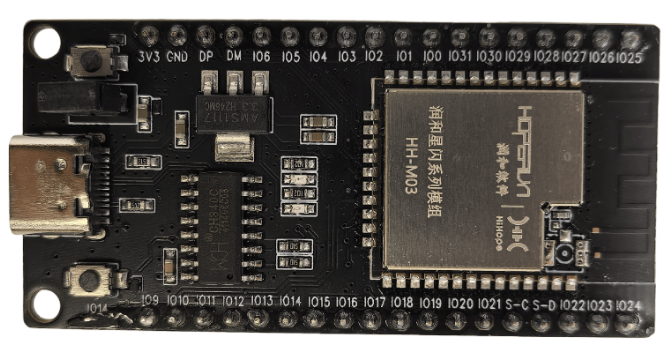 3V3 GND DP DM IO6 IO5 IO4 IO3 IO2 IO1 IO0 IO31 IO30 IO29 IO28 IO27 IO26 IO25
AMS1117
3.3 H246MC
HOPERUN
润和软件
HiHope
润和星闪系列模组
HH-M03
IO14
IO9 IO10 IO11 IO12 IO13 IO14 IO15 IO16 IO17 IO18 IO19 IO20 IO21 S-C S-D IO22 IO23 IO24